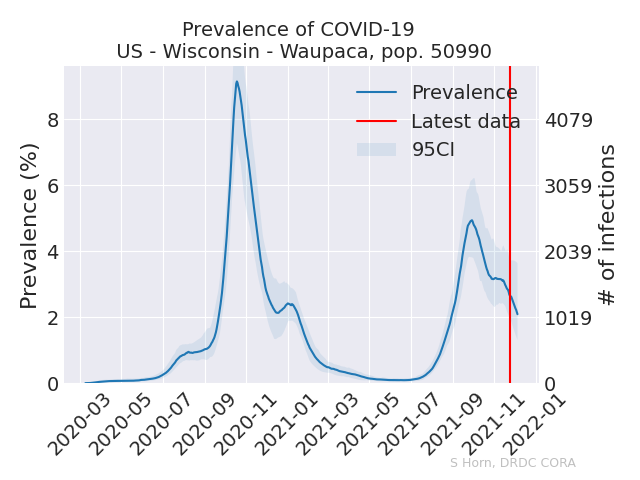 Prevalence of COVID-19
US - Wisconsin - Waupaca, pop. 50990
Prevalence
Latest data
95CI
Prevalence (%)
8
6
4
2
0
4079
3059
2039
1019
0
# of infections
2020-03
2020-05
2020-07
2020-09
2020-11
2021-01
2021-03
2021-05
2021-07
2021-09
2021-11
2022-01
S Horn, DRDC CORA